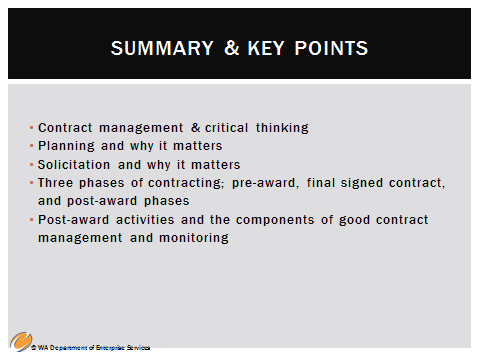 SUMMARY & KEY POINTS
• Contract management & critical thinking
• Planning and why it matters
• Solicitation and why it matters
• Three phases of contracting; pre-award, final signed contract,
and post-award phases
• Post-award activities and the components of good contract
management and monitoring
© WA Department of Enterprise Services